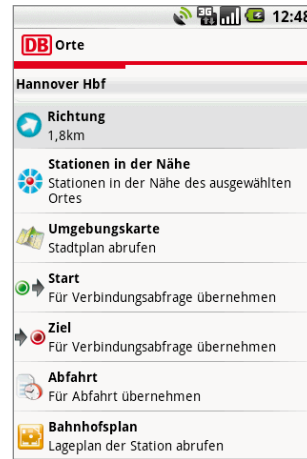 3G 12:48
DB Orte
Hannover Hbf
Richtung
1,8km
Stationen in der Nähe
Stationen in der Nähe des ausgewählten
Ortes
Umgebungskarte
Stadtplan abrufen
Start
Für Verbindungsabfrage übernehmen
Ziel
Für Verbindungsabfrage übernehmen
Abfahrt
Für Abfahrt übernehmen
Bahnhofsplan
Lageplan der Station abrufen